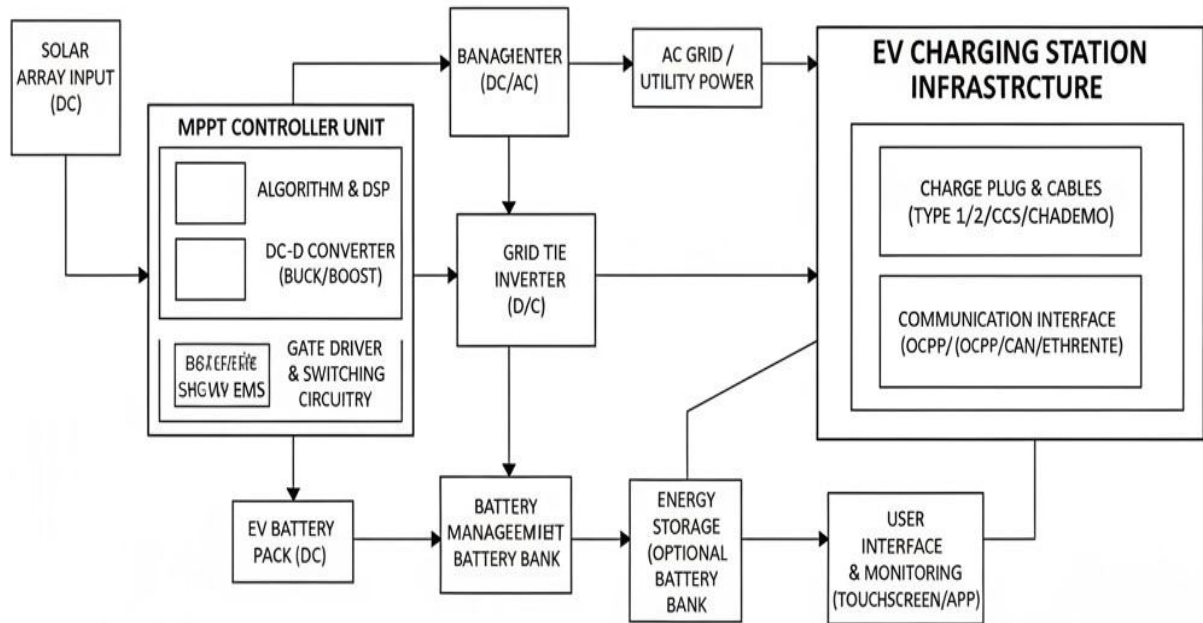 SOLAR
ARRAY INPUT
(DC)
BANAGHENTER
(DC/AC)
AC GRID /
UTILITY POWER
EV CHARGING STATION
INFRASTRCTURE
MPPT CONTROLLER UNIT
ALGORITHM & DSP
DC-D CONVERTER
(BUCK/BOOST)
GATE DRIVER
& SWITCHING
CIRCUITRY
EMS
GRID TIE
INVERTER
(D/C)
CHARGE PLUG & CABLES
(TYPE 1/2/CCS/CHADEMO)
COMMUNICATION INTERFACE
(OCPP/(OCPP/CAN/ETHRENTE)
EV BATTERY
PACK (DC)
BATTERY
BATTERY BANK
ENERGY
STORAGE
(OPTIONAL
BATTERY
BANK
USER
INTERFACE
& MONITORING
(TOUCHSCREEN/APP)